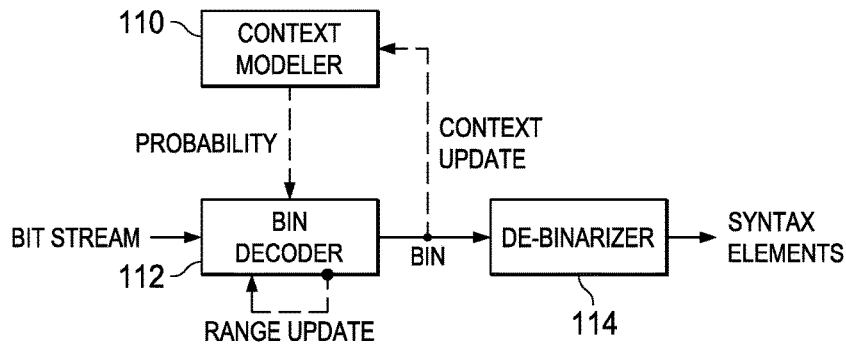 110
CONTEXT
MODELER
PROBABILITY
CONTEXT
UPDATE
BIT STREAM
BIN
DECODER
112
BIN
DE-BINARIZER
SYNTAX
ELEMENTS
RANGE UPDATE
114